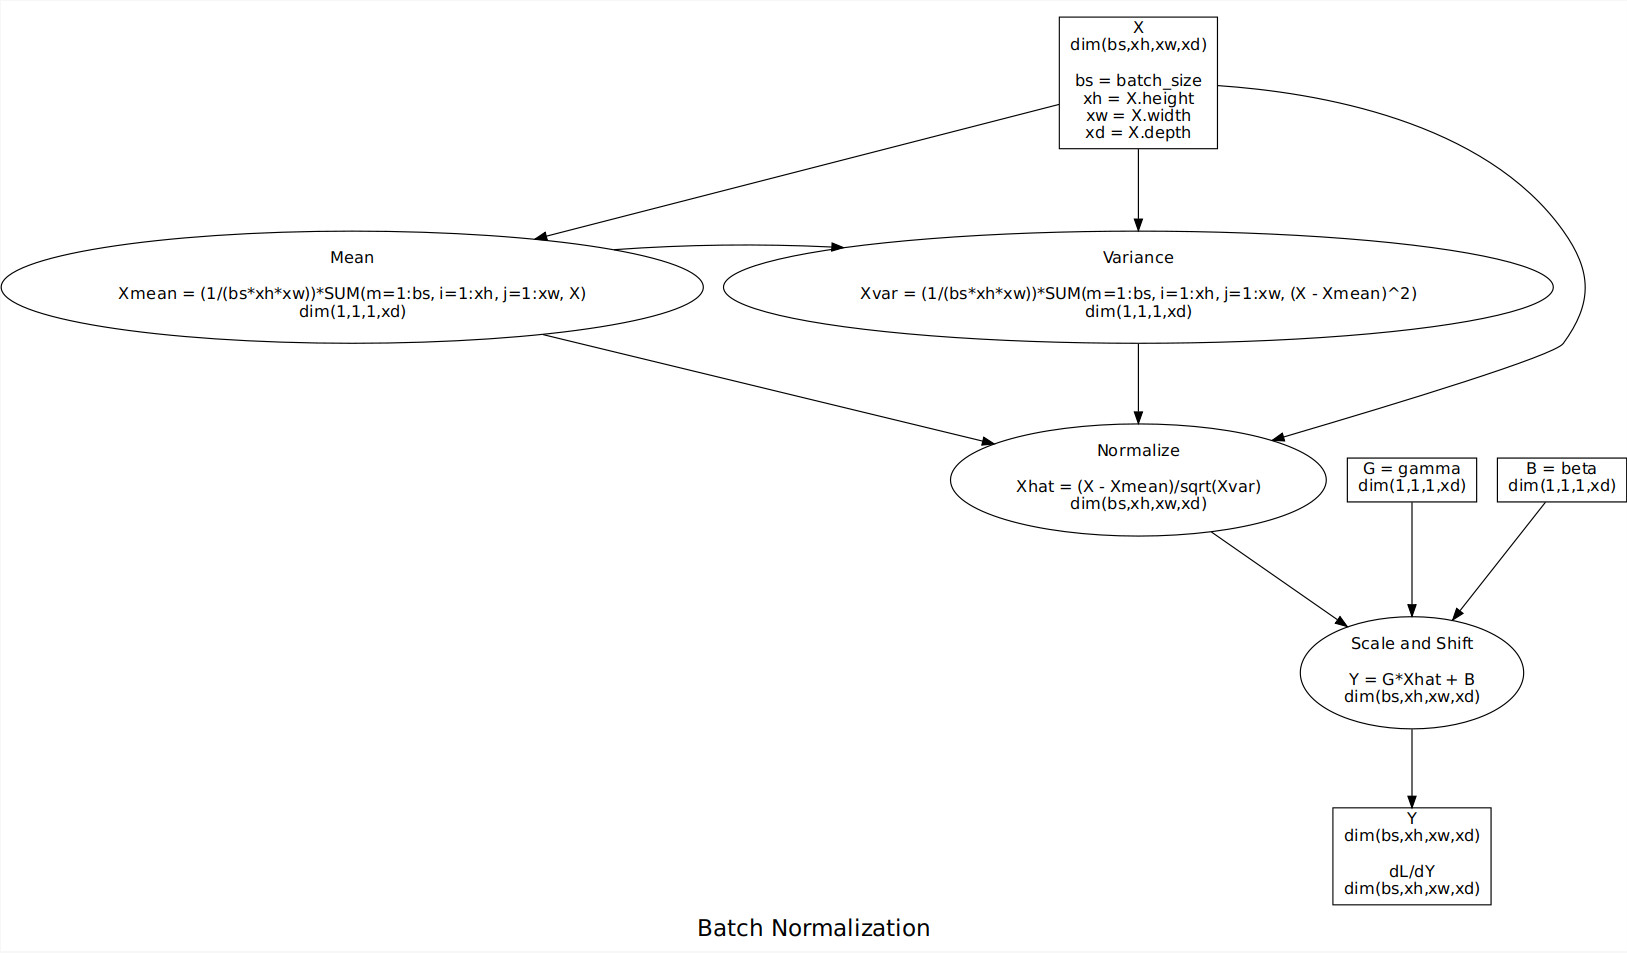 X
dim(bs,xh,xw,xd)
bs = batch_size
xh = X.height
xw = X.width
xd = X.depth
Mean
Xmean = (1/(bs*xh*xw))*SUM(m=1:bs, i=1:xh, j=1:xw, X)
dim(1,1,1,xd)
Variance
Xvar = (1/(bs*xh*xw))*SUM(m=1:bs, i=1:xh, j=1:xw, (X - Xmean)^2)
dim(1,1,1,xd)
Normalize
Xhat = (X - Xmean)/sqrt(Xvar)
dim(bs,xh,xw,xd)
G = gamma
dim(1,1,1,xd)
B = beta
dim(1,1,1,xd)
Scale and Shift
Y = G*Xhat + B
dim(bs,xh,xw,xd)
Y
dim(bs,xh,xw,xd)
dL/dY
dim(bs,xh,xw,xd)
Batch Normalization